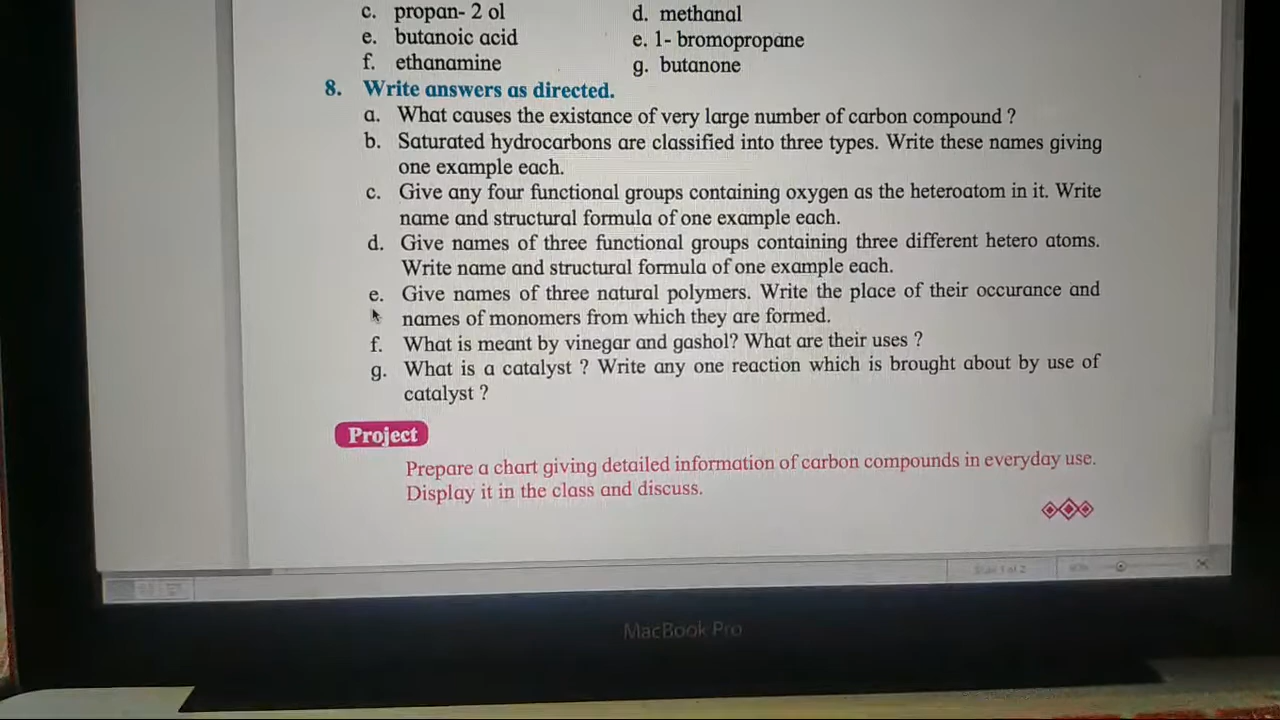 c. propan- 2 ol d. methanal
e. butanoic acid e. 1- bromopropane
f. ethanamine g. butanone
8. Write answers as directed.
a. What causes the existance of very large number of carbon compound ?
b. Saturated hydrocarbons are classified into three types. Write these names giving
one example each.
c. Give any four functional groups containing oxygen as the heteroatom in it. Write
name and structural formula of one example each.
d. Give names of three functional groups containing three different hetero atoms.
Write name and structural formula of one example each.
e. Give names of three natural polymers. Write the place of their occurance and
names of monomers from which they are formed.
f. What is meant by vinegar and gashol? What are their uses ?
g. What is a catalyst ? Write any one reaction which is brought about by use of
catalyst ?
Project
Prepare a chart giving detailed information of carbon compounds in everyday use.
Display it in the class and discuss.
MacBook Pro